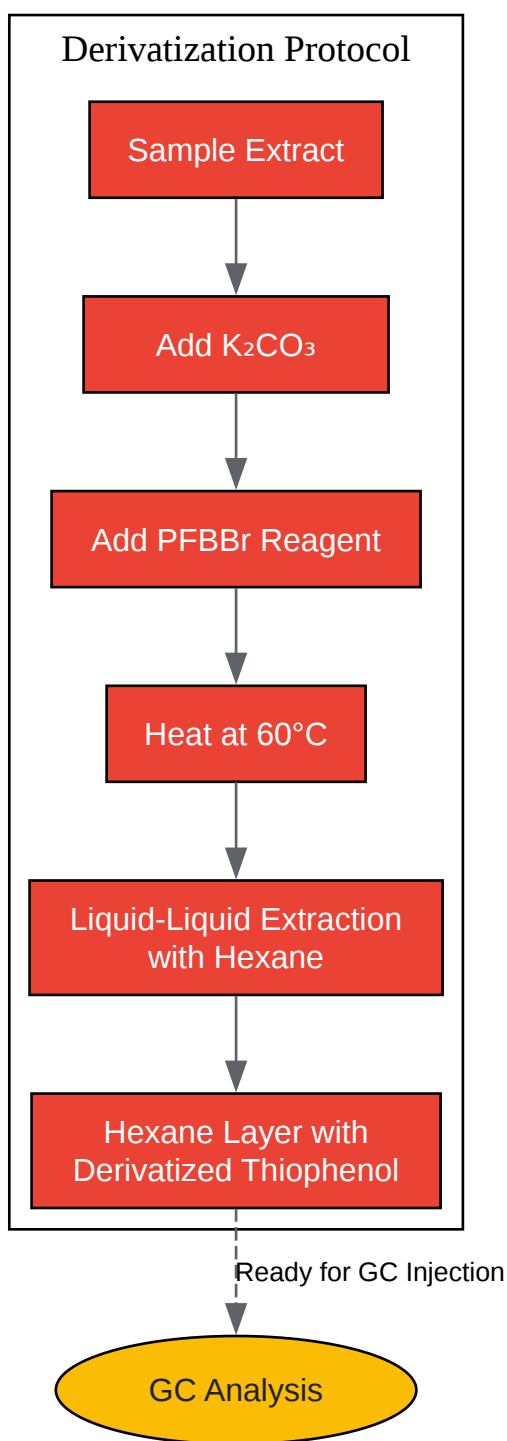 Derivatization Protocol
Sample Extract
Add K₂CO₃
Add PFBBr Reagent
Heat at 60°C
Liquid-Liquid Extraction
with Hexane
Hexane Layer with
Derivatized Thiophenol
Ready for GC Injection
GC Analysis